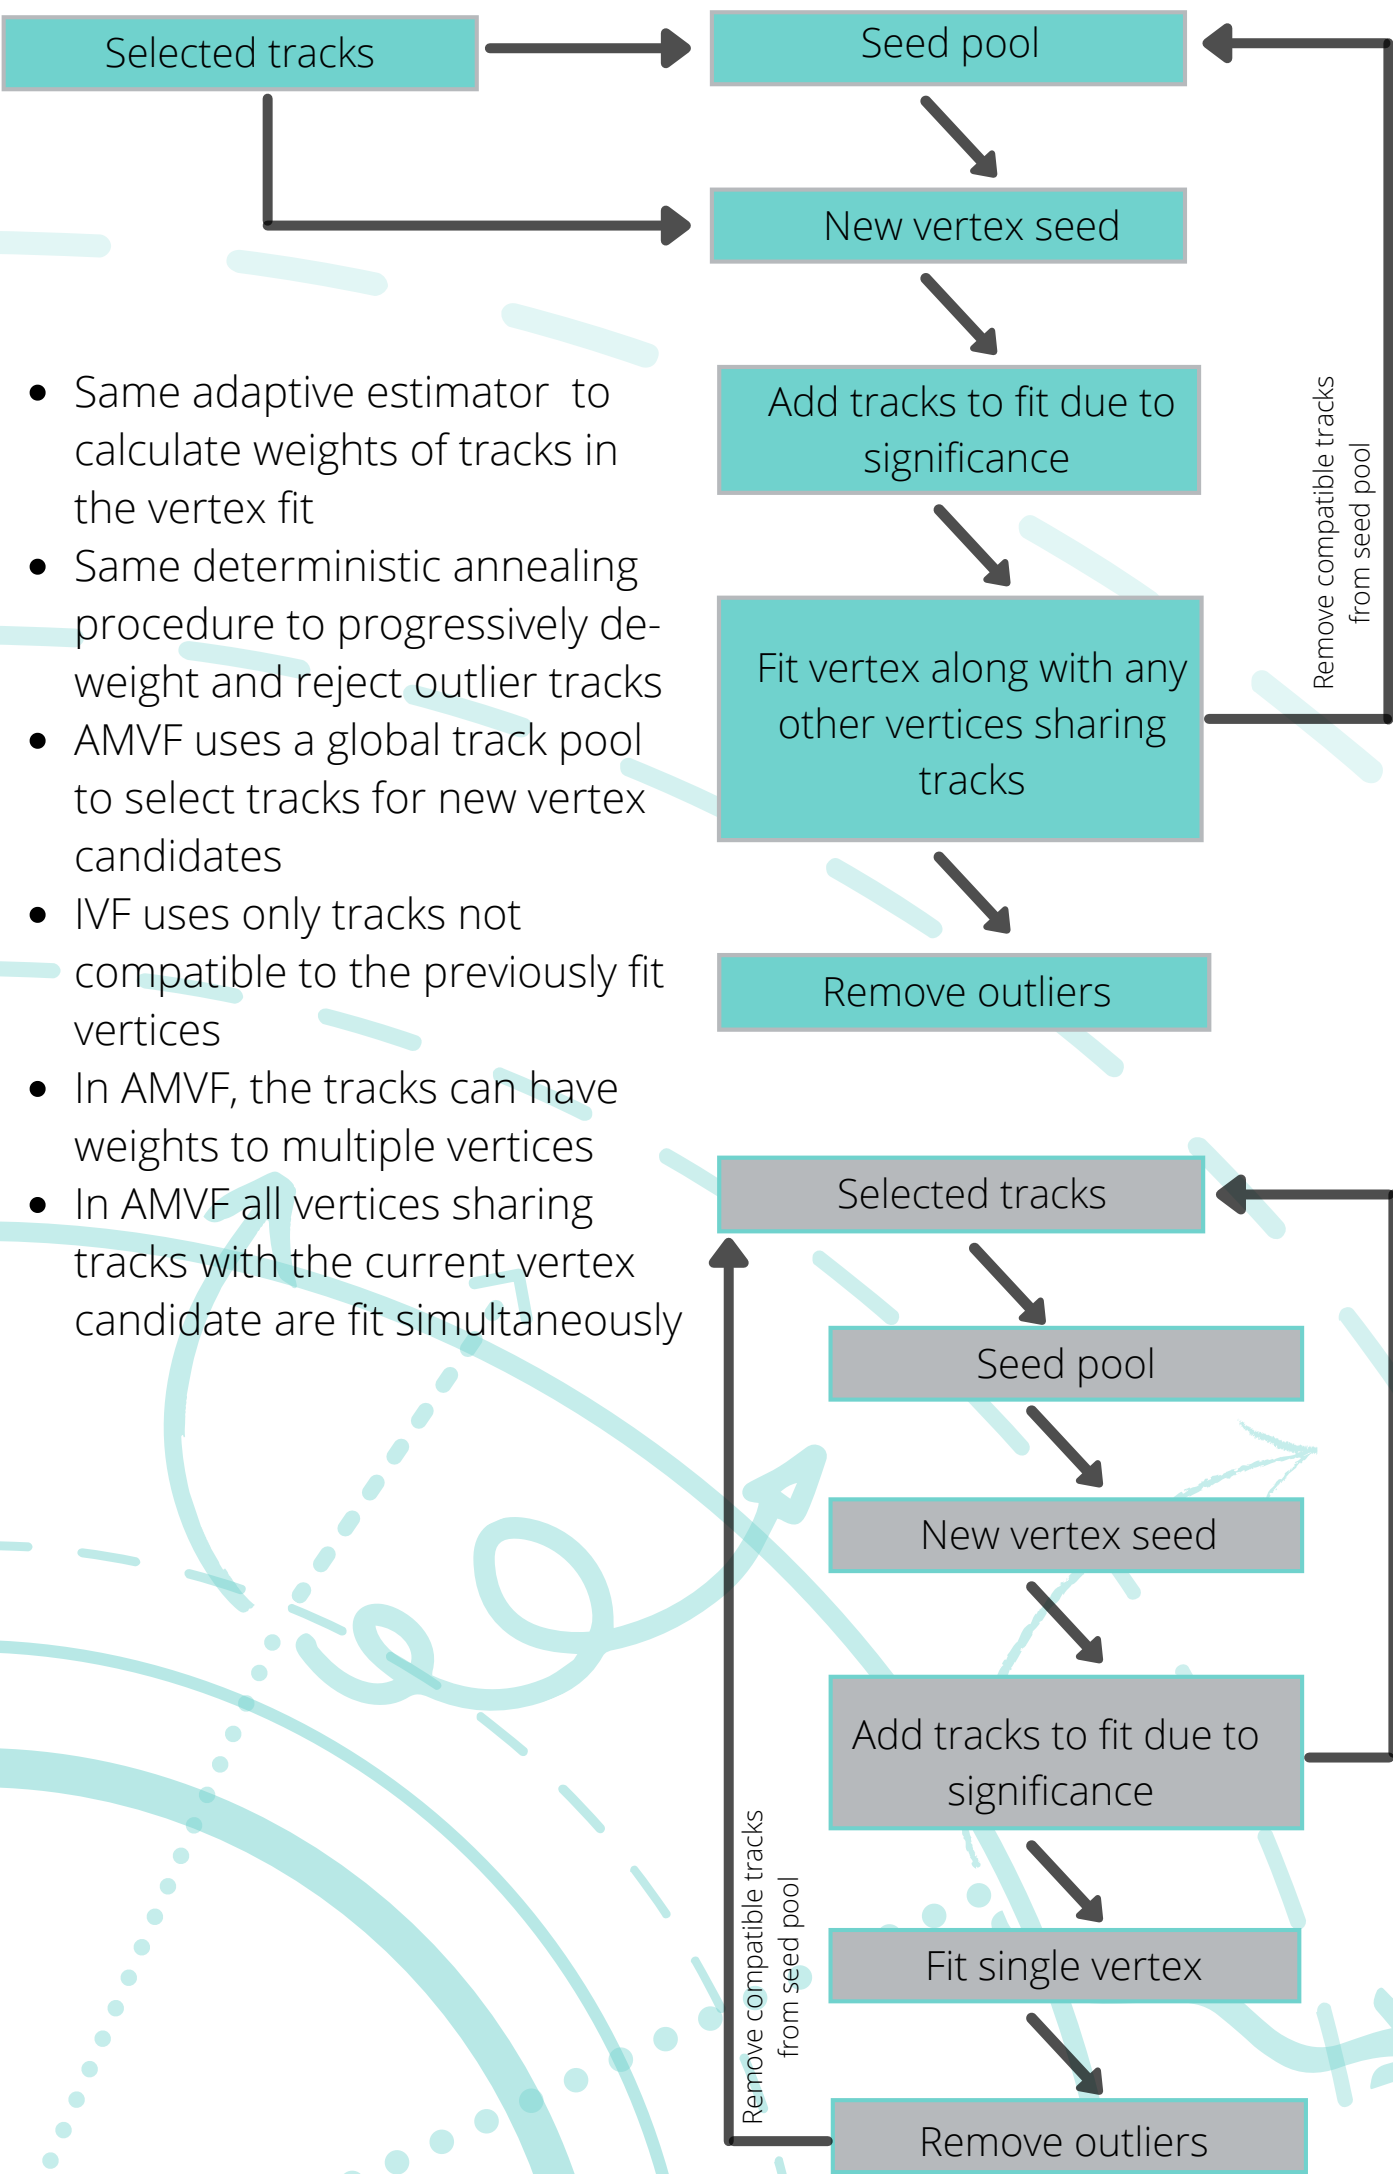 Selected tracks
Seed pool
New vertex seed
Add tracks to fit due to
significance
Fit vertex along with any
other vertices sharing
tracks
Remove outliers
Remove compatible tracks
from seed pool
• Same adaptive estimator  to
calculate weights of tracks in
the vertex fit
• Same deterministic annealing
procedure to progressively de-
weight and reject outlier tracks
• AMVF uses a global track pool
to select tracks for new vertex
candidates
• IVF uses only tracks not
compatible to the previously fit
vertices
• In AMVF, the tracks can have
weights to multiple vertices
• In AMVF all vertices sharing
tracks with the current vertex
candidate are fit simultaneously
Selected tracks
Seed pool
New vertex seed
Add tracks to fit due to
significance
Fit single vertex
Remove outliers
Remove compatible tracks
from seed pool